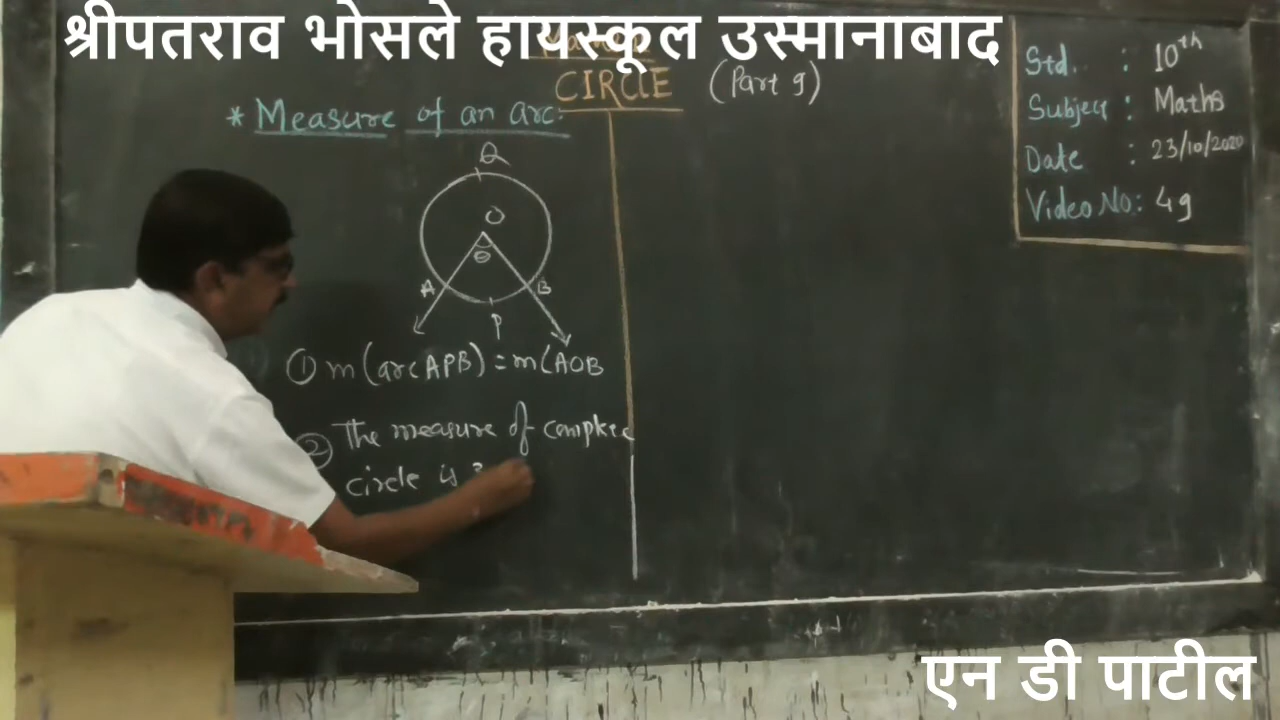 श्रीपतराव भोसले हायस्कूल उस्मानाबाद
CIRCLE (Part 9)
* Measure of an arc:
Std. : 10th
Subject : Maths
Date : 23/10/2020
Video No: 49
Q
O
θ
A B
P
① m(arc APB) = m∠AOB
② The measure of complete
circle is 3
एन डी पाटील